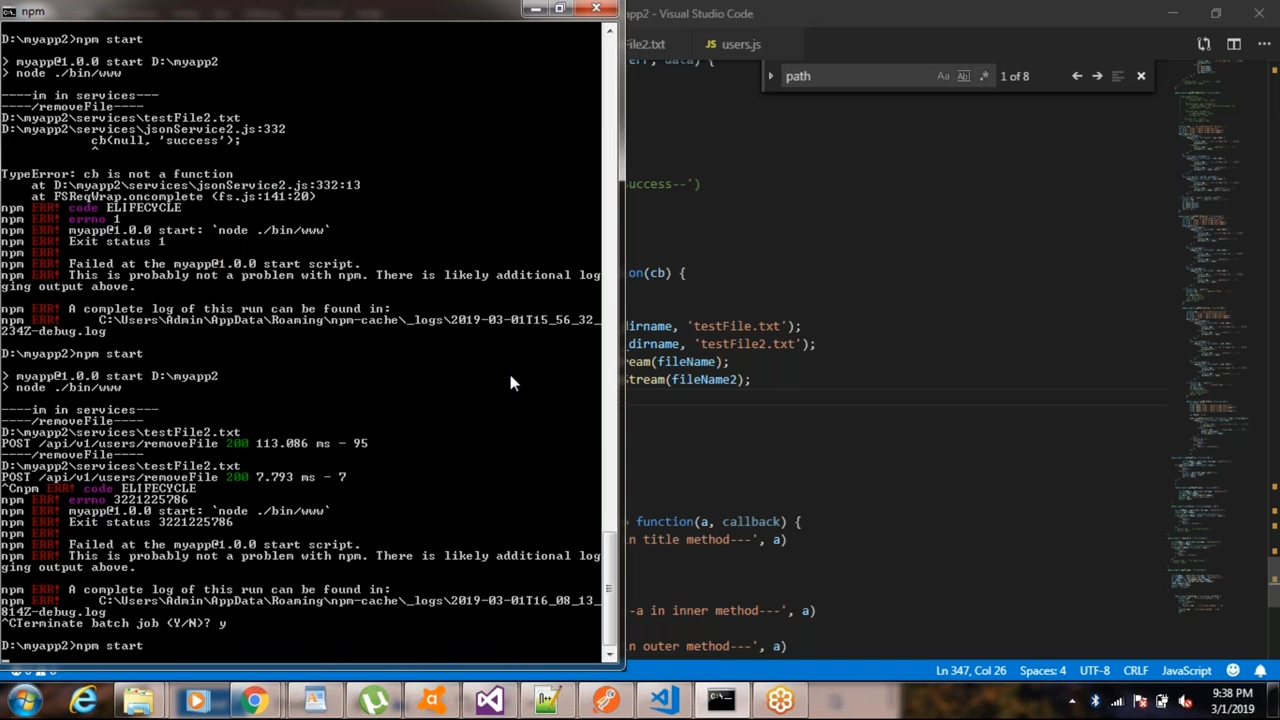 npm
D:\myapp2>npm start
> myapp@1.0.0 start D:\myapp2
> node ./bin/www
----im in services---
----/removeFile----
D:\myapp2\services\testFile2.txt
D:\myapp2\services\jsonService2.js:332
cb(null, 'success');
TypeError: cb is not a function
at D:\myapp2\services\jsonService2.js:332:13
at FSReqWrap.oncomplete (fs.js:141:20)
npm ERR! code ELIFECYCLE
npm ERR! errno 1
npm ERR! myapp@1.0.0 start: `node ./bin/www`
npm ERR! Exit status 1
npm ERR!
npm ERR! Failed at the myapp@1.0.0 start script.
npm ERR! This is probably not a problem with npm. There is likely additional log
ging output above.
npm ERR! A complete log of this run can be found in:
npm ERR! C:\Users\Admin\AppData\Roaming\npm-cache\_logs\2019-03-01T15_56_32_
234Z-debug.log
D:\myapp2>npm start
> myapp@1.0.0 start D:\myapp2
> node ./bin/www
----im in services---
----/removeFile----
D:\myapp2\services\testFile2.txt
POST /api/v1/users/removeFile 200 113.086 ms - 95
----/removeFile----
D:\myapp2\services\testFile2.txt
POST /api/v1/users/removeFile 200 7.793 ms - 7
^Cnpm ERR! code ELIFECYCLE
npm ERR! errno 3221225786
npm ERR! myapp@1.0.0 start: `node ./bin/www`
npm ERR! Exit status 3221225786
npm ERR!
npm ERR! Failed at the myapp@1.0.0 start script.
npm ERR! This is probably not a problem with npm. There is likely additional log
ging output above.
npm ERR! A complete log of this run can be found in:
npm ERR! C:\Users\Admin\AppData\Roaming\npm-cache\_logs\2019-03-01T16_08_13_
614Z-debug.log
^CTerminate batch job (Y/N)? y
D:\myapp2>npm start
app2 - Visual Studio Code
File2.txt JS users.js
path 1 of 8
err, data) {
uccess--')
on(cb) {
dirname, 'testFile.txt');
dirname, 'testFile2.txt');
ream(fileName);
Stream(fileName2);
= function(a, callbk) {
in title method---', a)
-a in inner method---', a)
in outer method---', a)
Ln 347, Col 26 Spaces: 4 UTF-8 CRLF JavaScript
9:38 PM
3/1/2019